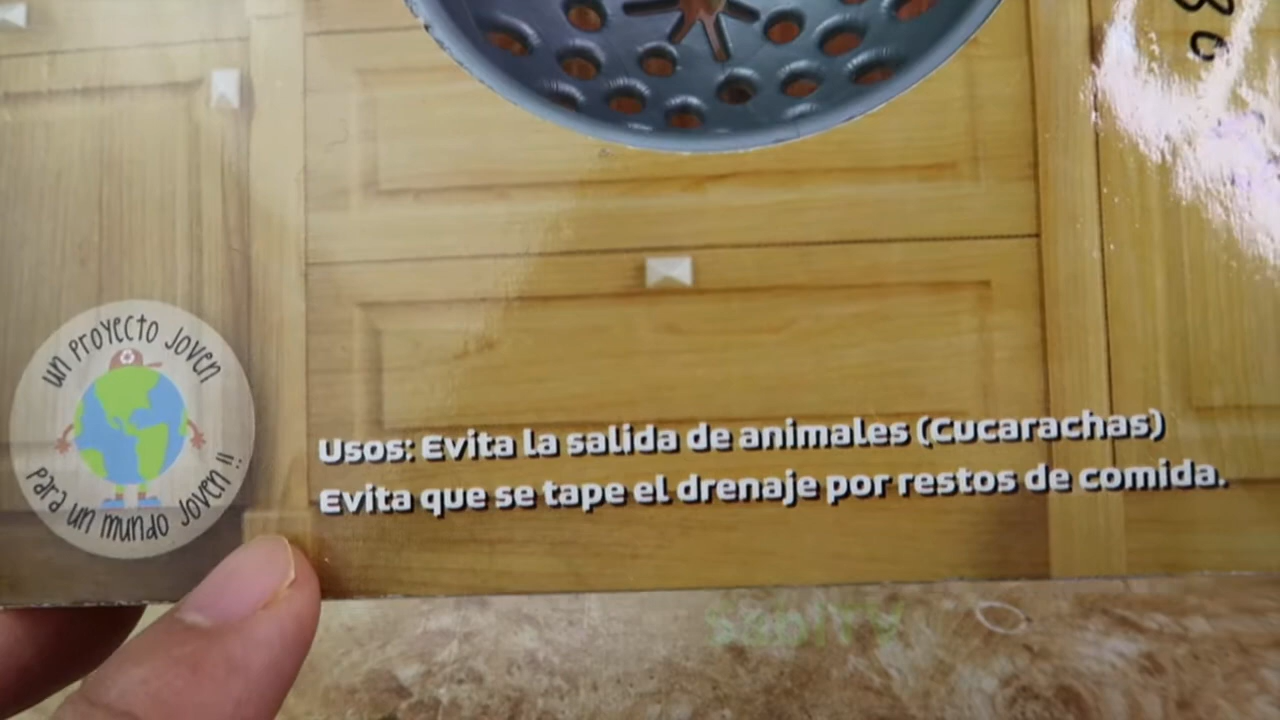 un proyecto joven
para un mundo joven !!
Usos: Evita la salida de animales (Cucarachas)
Evita que se tape el drenaje por restos de comida.